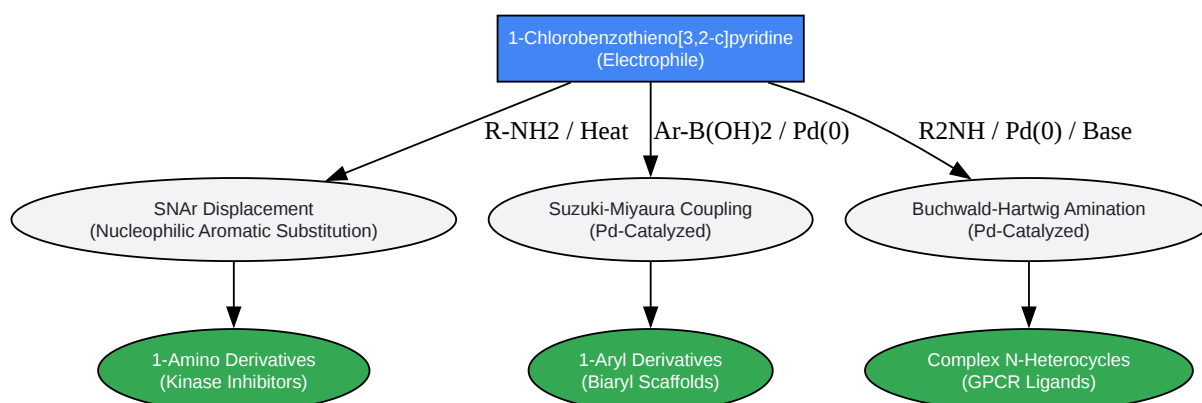 1-Chlorobenzothieno[3,2-c]pyridine
(Electrophile)
R-NH2 / Heat
Ar-B(OH)2 / Pd(0)
R2NH / Pd(0) / Base
SNAr Displacement
(Nucleophilic Aromatic Substitution)
Suzuki-Miyaura Coupling
(Pd-Catalyzed)
Buchwald-Hartwig Amination
(Pd-Catalyzed)
1-Amino Derivatives
(Kinase Inhibitors)
1-Aryl Derivatives
(Biaryl Scaffolds)
Complex N-Heterocycles
(GPCR Ligands)